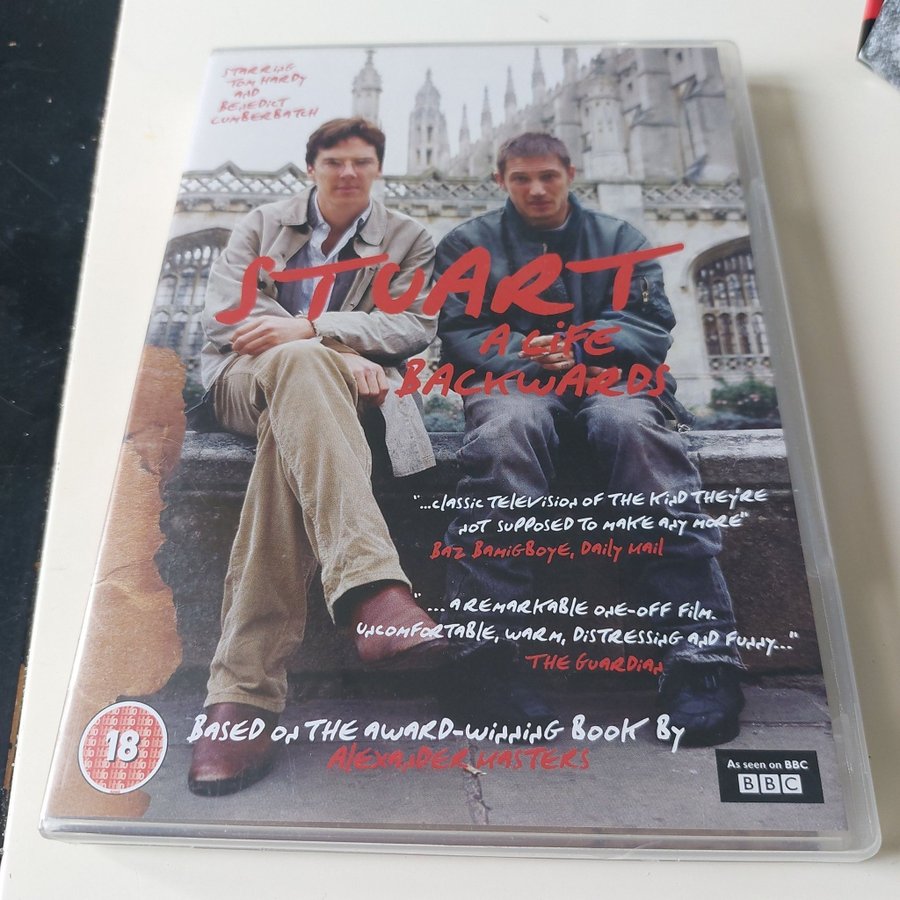 STARRING
TOM HARDY
AND
BENEDICT
CUMBERBATCH
STUART
A LIFE
BACKWARDS
"...CLASSIC TELEVISION OF THE KIND THEY'RE
NOT SUPPOSED TO MAKE ANY MORE"
BAZ BAMIGBOYE, DAILY MAIL
"... A REMARKABLE ONE-OFF FILM.
UNCOMFORTABLE, WARM, DISTRESSING AND FUNNY..."
THE GUARDIAN
BASED ON THE AWARD-WINNING BOOK BY
ALEXANDER MASTERS
18
As seen on BBC
BBC